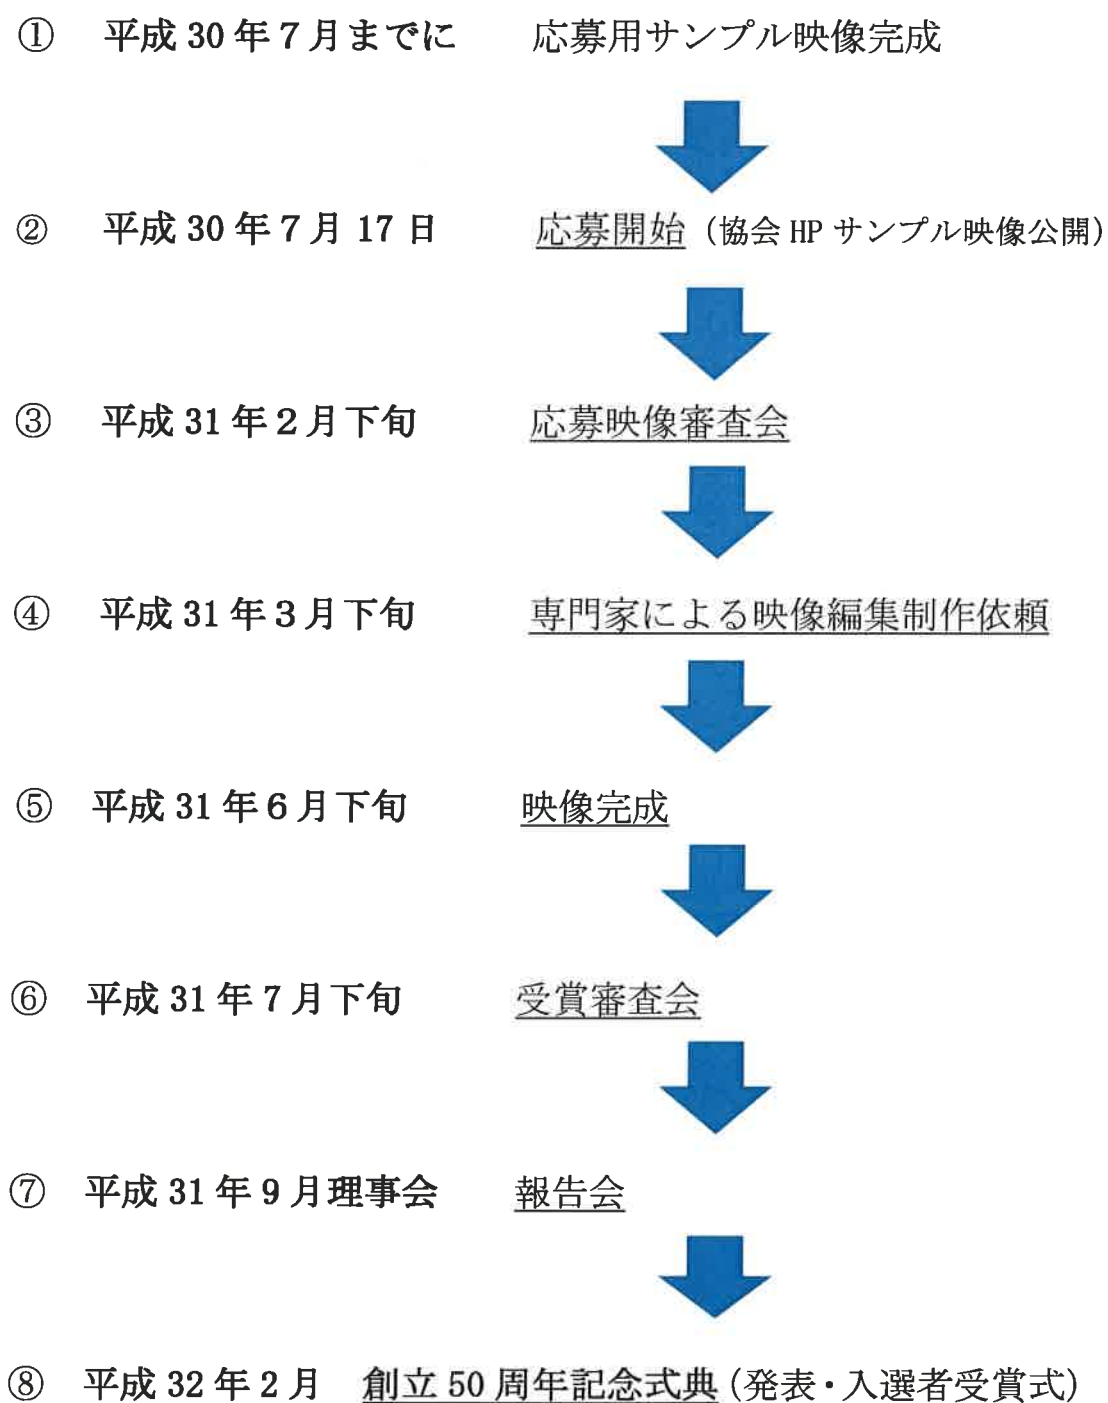 ① 平成 30 年７月までに 応募用サンプル映像完成
② 平成 30 年７月 17 日 応募開始（協会 HP サンプル映像公開）
③ 平成 31 年２月下旬 応募映像審査会
④ 平成 31 年３月下旬 専門家による映像編集制作依頼
⑤ 平成 31 年６月下旬 映像完成
⑥ 平成 31 年 7 月下旬 受賞審査会
⑦ 平成 31 年 9 月理事会 報告会
⑧ 平成 32 年 2 月 創立 50 周年記念式典（発表・入選者受賞式）